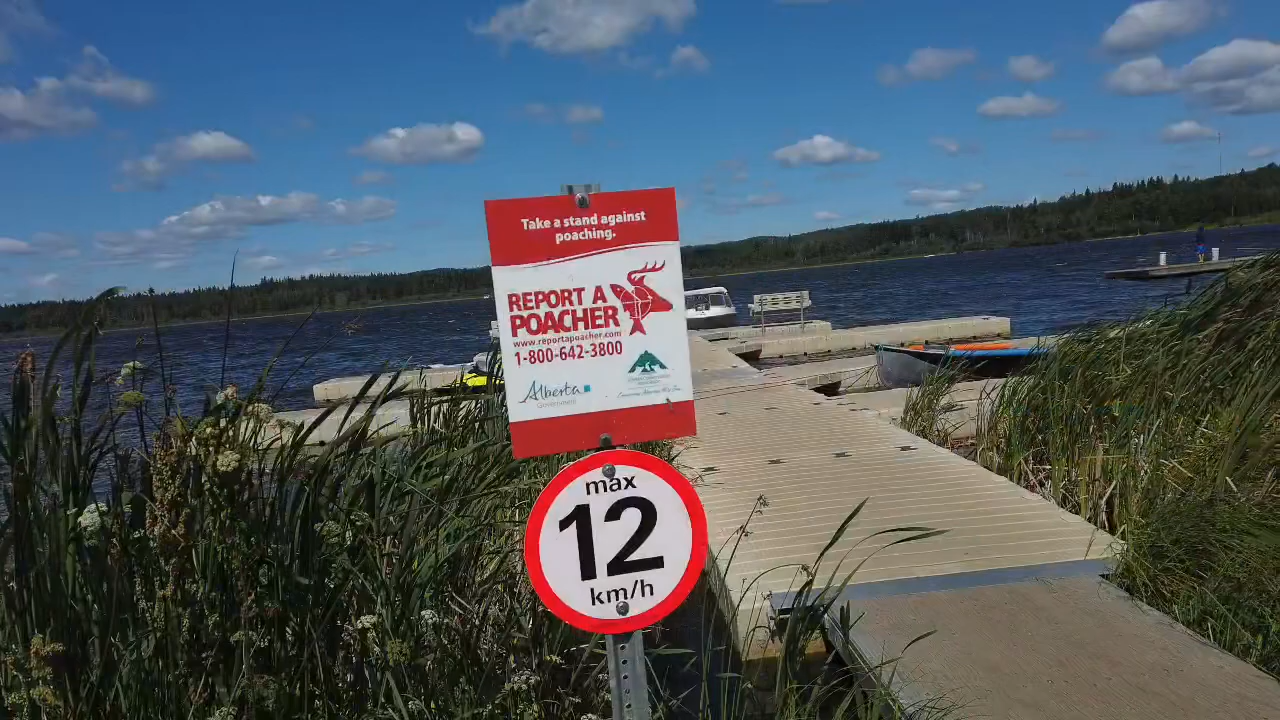 Take a stand against
poaching.
REPORT A
POACHER
www.reportapoacher.com
1-800-642-3800
Alberta
Government
max
12
km/h